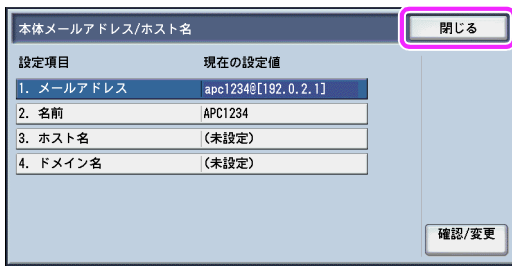 本体メールアドレス/ホスト名
閉じる
設定項目 現在の設定値
1. メールアドレス apc1234@[192.0.2.1]
2. 名前 APC1234
3. ホスト名 (未設定)
4. ドメイン名 (未設定)
確認/変更